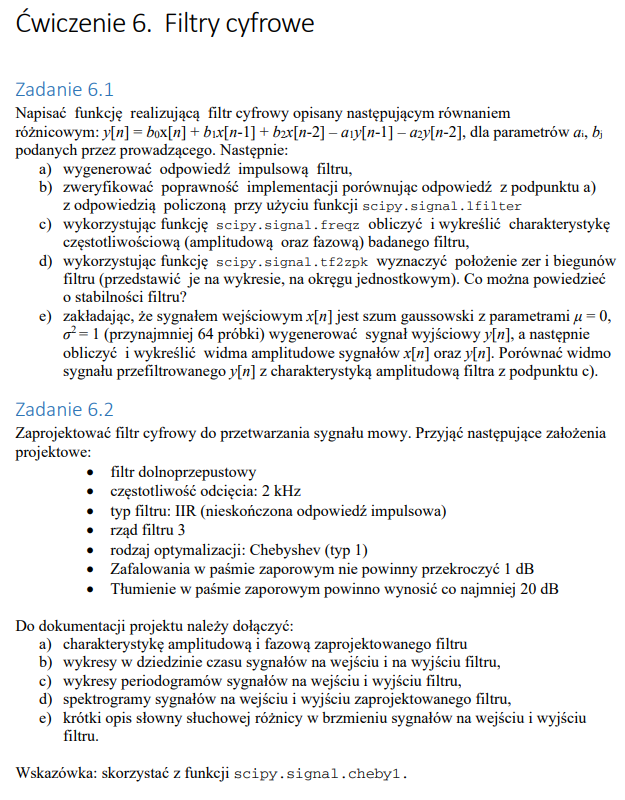 Ćwiczenie 6. Filtry cyfrowe
Zadanie 6.1
Napisać funkcję realizującą filtr cyfrowy opisany następującym równaniem
różnicowym: y[n] = b₀x[n] + b₁x[n-1] + b₂x[n-2] – a₁y[n-1] – a₂y[n-2], dla parametrów aᵢ, bⱼ
podanych przez prowadzącego. Następnie:
a) wygenerować odpowiedź impulsową filtru,
b) zweryfikować poprawność implementacji porównując odpowiedź z podpunktu a)
z odpowiedzią policzoną przy użyciu funkcji scipy.signal.lfilter
c) wykorzystując funkcję scipy.signal.freqz obliczyć i wykreślić charakterystykę
częstotliwościową (amplitudową oraz fazową) badanego filtru,
d) wykorzystując funkcję scipy.signal.tf2zpk wyznaczyć położenie zer i biegunów
filtru (przedstawić je na wykresie, na okręgu jednostkowym). Co można powiedzieć
o stabilności filtru?
e) zakładając, że sygnałem wejściowym x[n] jest szum gaussowski z parametrami μ = 0,
σ² = 1 (przynajmniej 64 próbki) wygenerować sygnał wyjściowy y[n], a następnie
obliczyć i wykreślić widma amplitudowe sygnałów x[n] oraz y[n]. Porównać widmo
sygnału przefiltrowanego y[n] z charakterystyką amplitudową filtra z podpunktu c).
Zadanie 6.2
Zaprojektować filtr cyfrowy do przetwarzania sygnału mowy. Przyjąć następujące założenia
projektowe:
• filtr dolnoprzepustowy
• częstotliwość odcięcia: 2 kHz
• typ filtru: IIR (nieskończona odpowiedź impulsowa)
• rząd filtru 3
• rodzaj optymalizacji: Chebyshev (typ 1)
• Zafalowania w paśmie zaporowym nie powinny przekroczyć 1 dB
• Tłumienie w paśmie zaporowym powinno wynosić co najmniej 20 dB
Do dokumentacji projektu należy dołączyć:
a) charakterystykę amplitudową i fazową zaprojektowanego filtru
b) wykresy w dziedzinie czasu sygnałów na wejściu i na wyjściu filtru,
c) wykresy periodogramów sygnałów na wejściu i wyjściu filtru,
d) spektrogramy sygnałów na wejściu i wyjściu zaprojektowanego filtru,
e) krótki opis słowny słuchowej różnicy w brzmieniu sygnałów na wejściu i wyjściu
filtru.
Wskazówka: skorzystać z funkcji scipy.signal.cheby1.